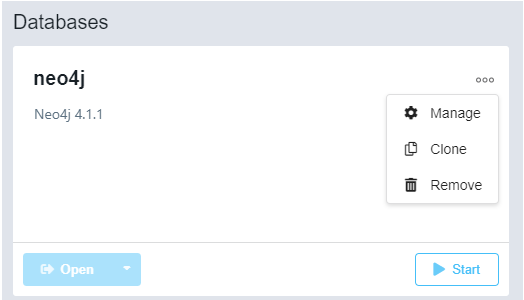 Databases
neo4j
Neo4j 4.1.1
Manage
Clone
Remove
Open
Start